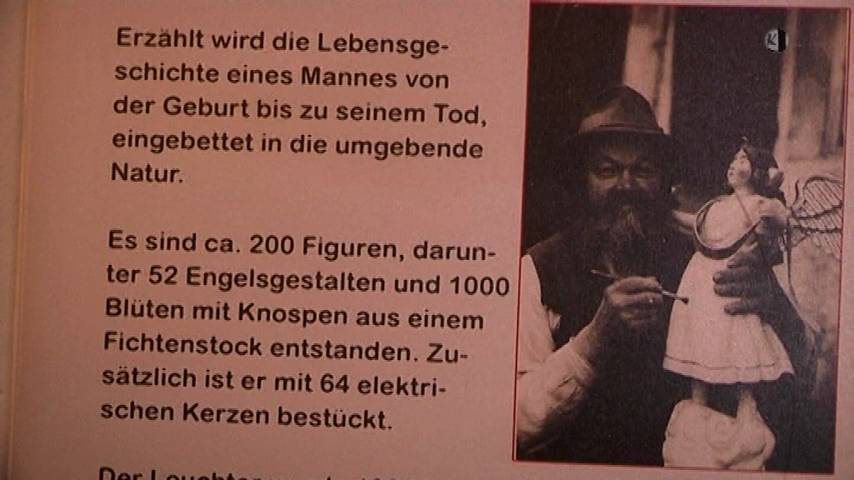 Erzählt wird die Lebensge-
schichte eines Mannes von
der Geburt bis zu seinem Tod,
eingebettet in die umgebende
Natur.
Es sind ca. 200 Figuren, darun-
ter 52 Engelsgestalten und 1000
Blüten mit Knospen aus einem
Fichtenstock entstanden. Zu-
sätzlich ist er mit 64 elektri-
schen Kerzen bestückt.
Der Leuchter